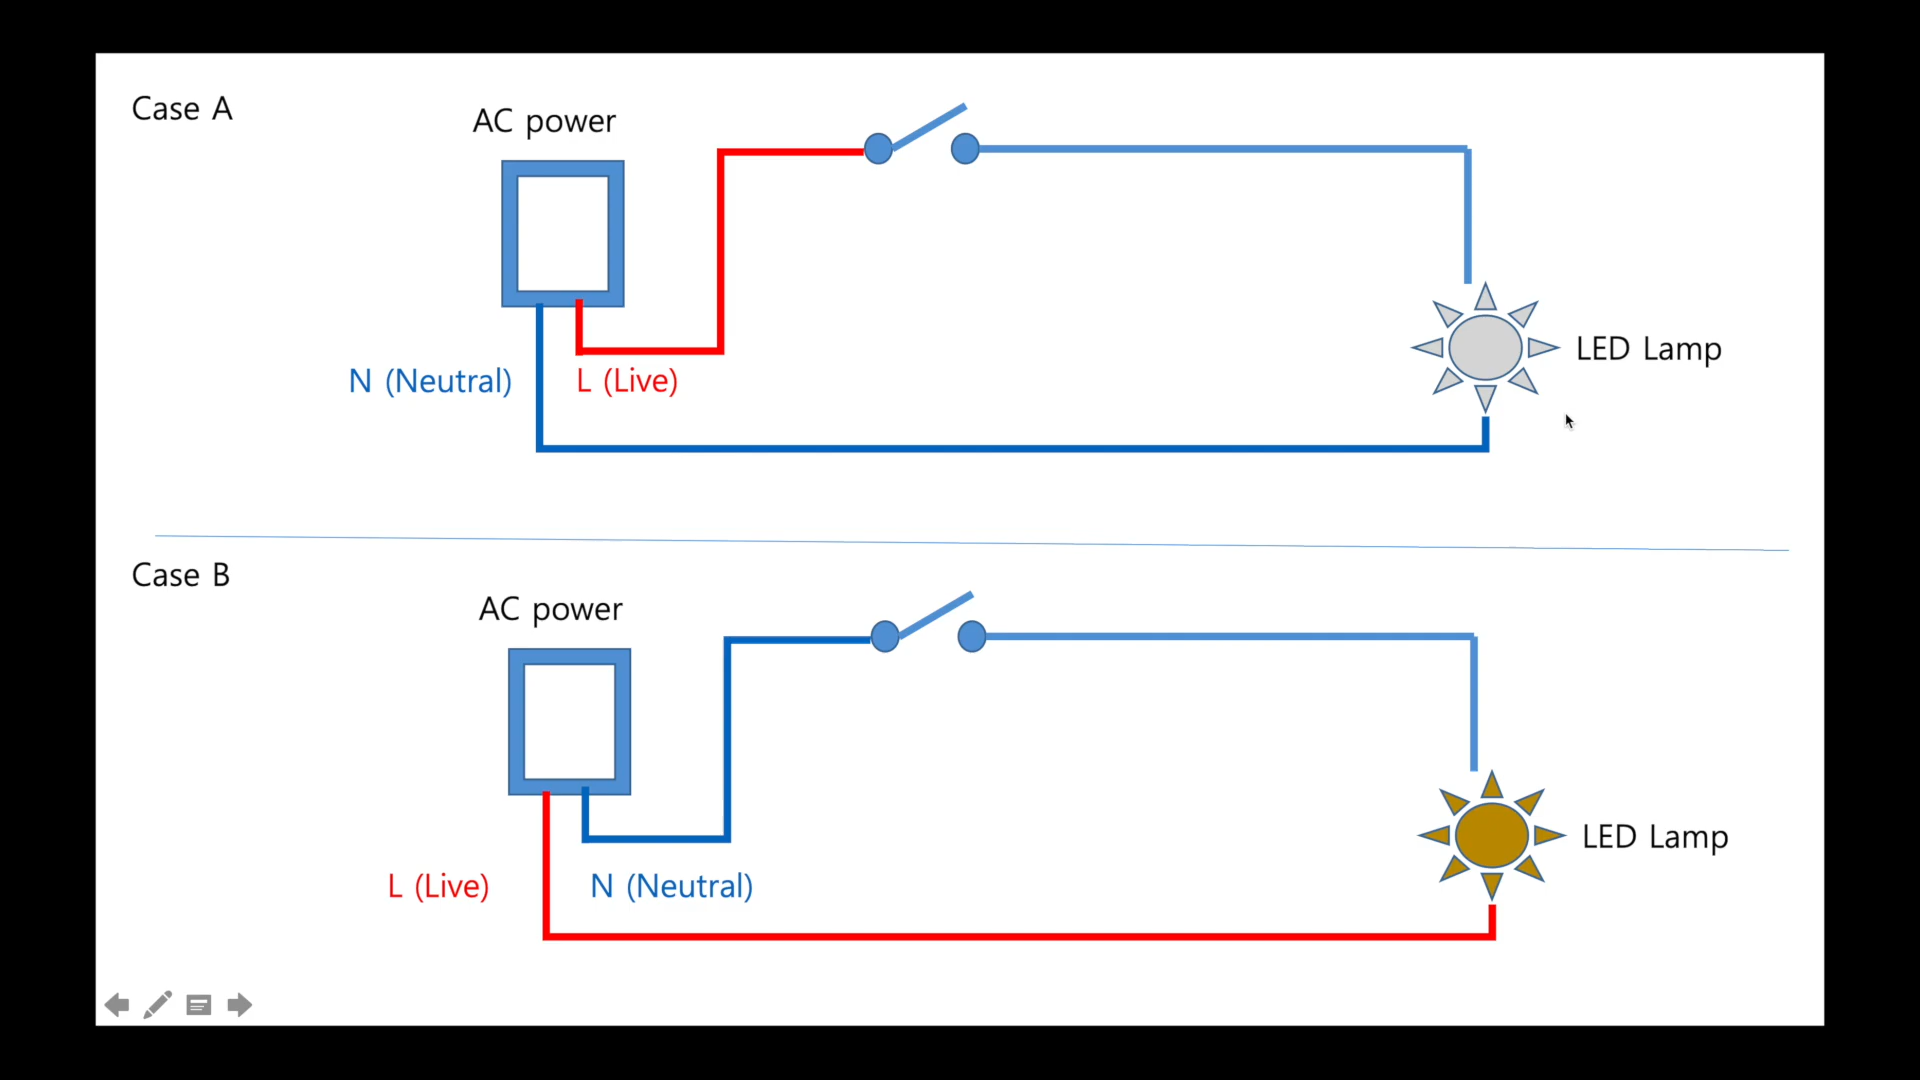 Case A
AC power
LED Lamp
N (Neutral)
L (Live)
Case B
AC power
LED Lamp
L (Live)
N (Neutral)